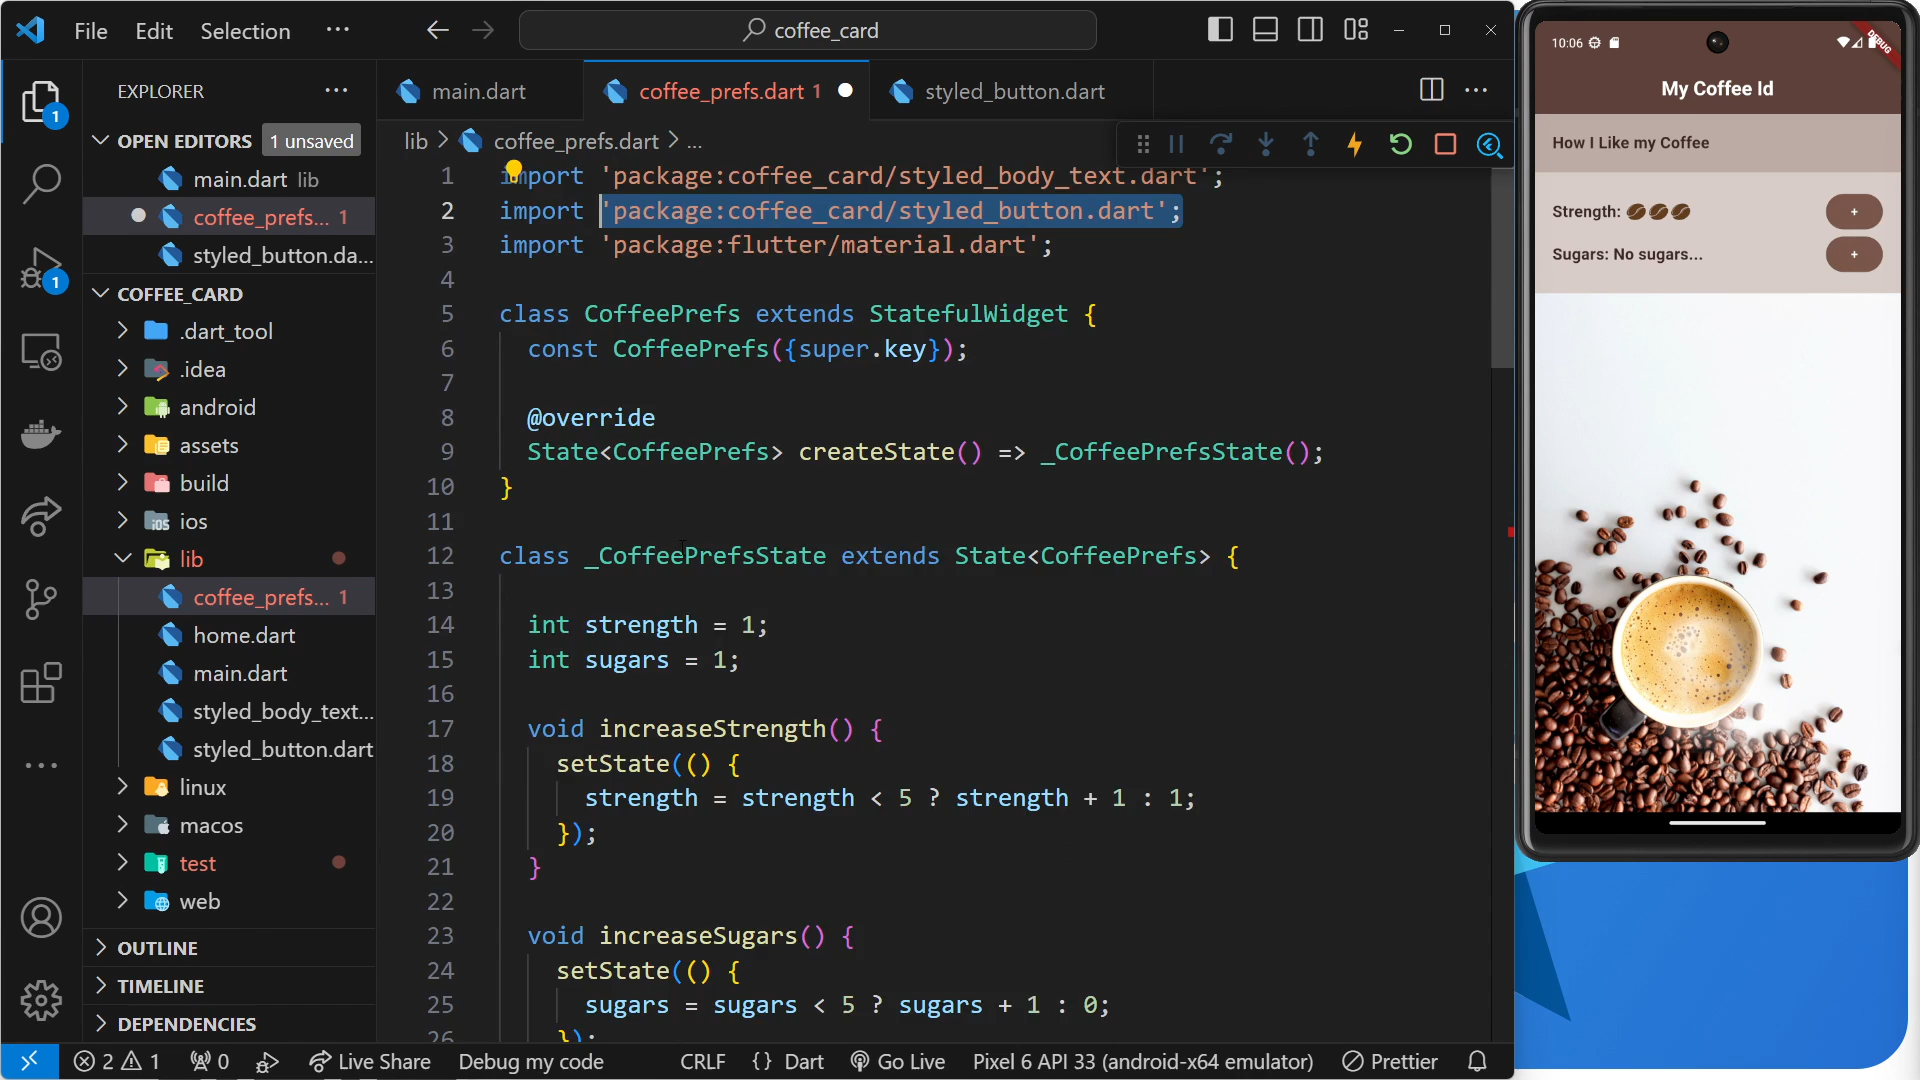 File Edit Selection ...
coffee_card
EXPLORER ...
OPEN EDITORS 1 unsaved
main.dart lib
coffee_prefs... 1
styled_button.da...
COFFEE_CARD
.dart_tool
.idea
android
assets
build
ios
lib
coffee_prefs... 1
home.dart
main.dart
styled_body_text...
styled_button.dart
linux
macos
test
web
OUTLINE
TIMELINE
DEPENDENCIES
1
1
main.dart
coffee_prefs.dart 1
styled_button.dart
lib > coffee_prefs.dart > ...
1 import 'package:coffee_card/styled_body_text.dart';
2 import 'package:coffee_card/styled_button.dart';
3 import 'package:flutter/material.dart';
4
5 class CoffeePrefs extends StatefulWidget {
6 const CoffeePrefs({super.key});
7
8 @override
9 State<CoffeePrefs> createState() => _CoffeePrefsState();
10 }
11
12 class _CoffeePrefsState extends State<CoffeePrefs> {
13
14 int strength = 1;
15 int sugars = 1;
16
17 void increaseStrength() {
18 setState(() {
19 strength = strength < 5 ? strength + 1 : 1;
20 });
21 }
22
23 void increaseSugars() {
24 setState(() {
25 sugars = sugars < 5 ? sugars + 1 : 0;
26 });
2 1 0 Live Share Debug my code CRLF {} Dart Go Live Pixel 6 API 33 (android-x64 emulator) Prettier
10:06
DEBUG
My Coffee Id
How I Like my Coffee
Strength: +
Sugars: No sugars... +